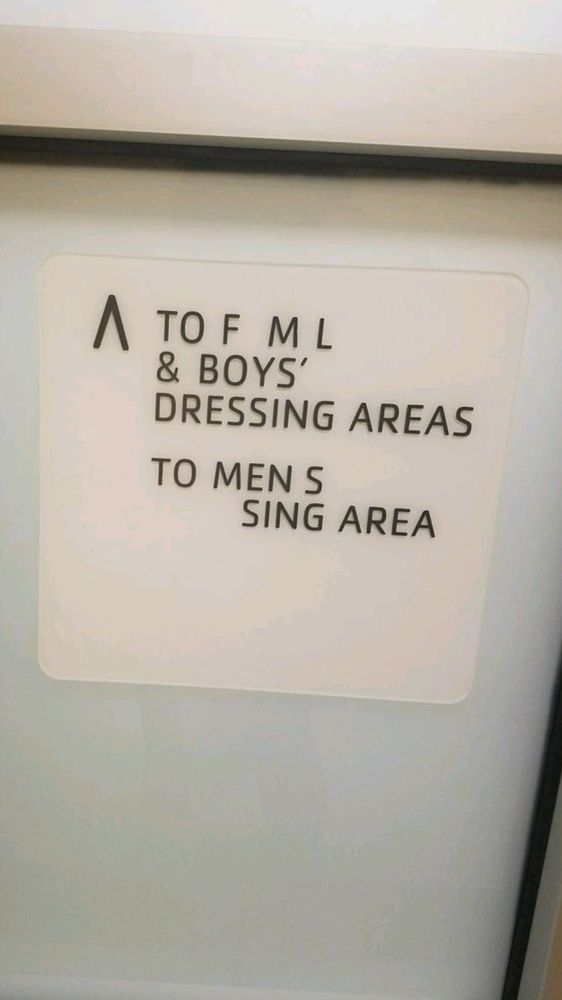 TO F M L
& BOYS'
DRESSING AREAS
TO MEN S
SING AREA